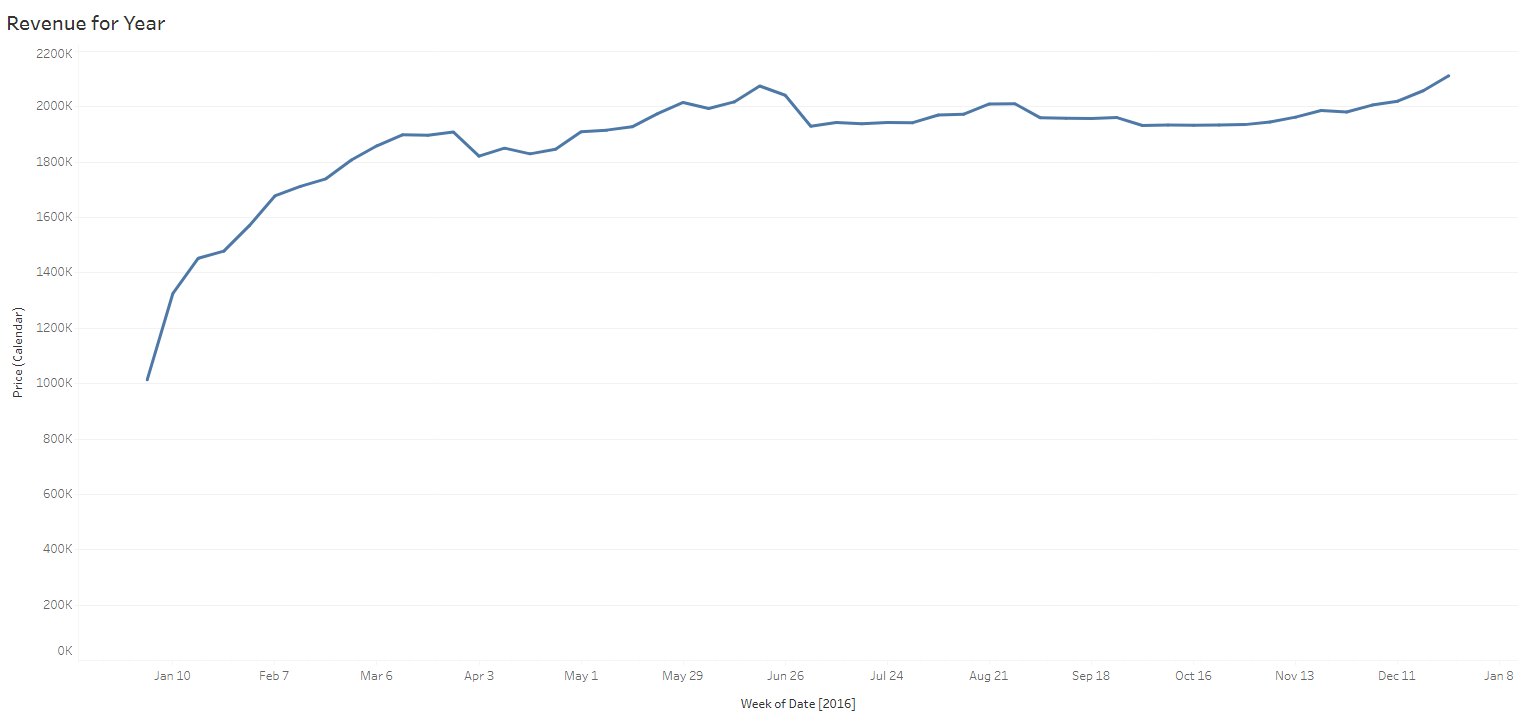 Revenue for Year
2200K
2000K
1800K
1600K
1400K
1200K
1000K
800K
600K
400K
200K
0K
Price (Calendar)
Jan 10 Feb 7 Mar 6 Apr 3 May 1 May 29 Jun 26 Jul 24 Aug 21 Sep 18 Oct 16 Nov 13 Dec 11 Jan 8
Week of Date [2016]